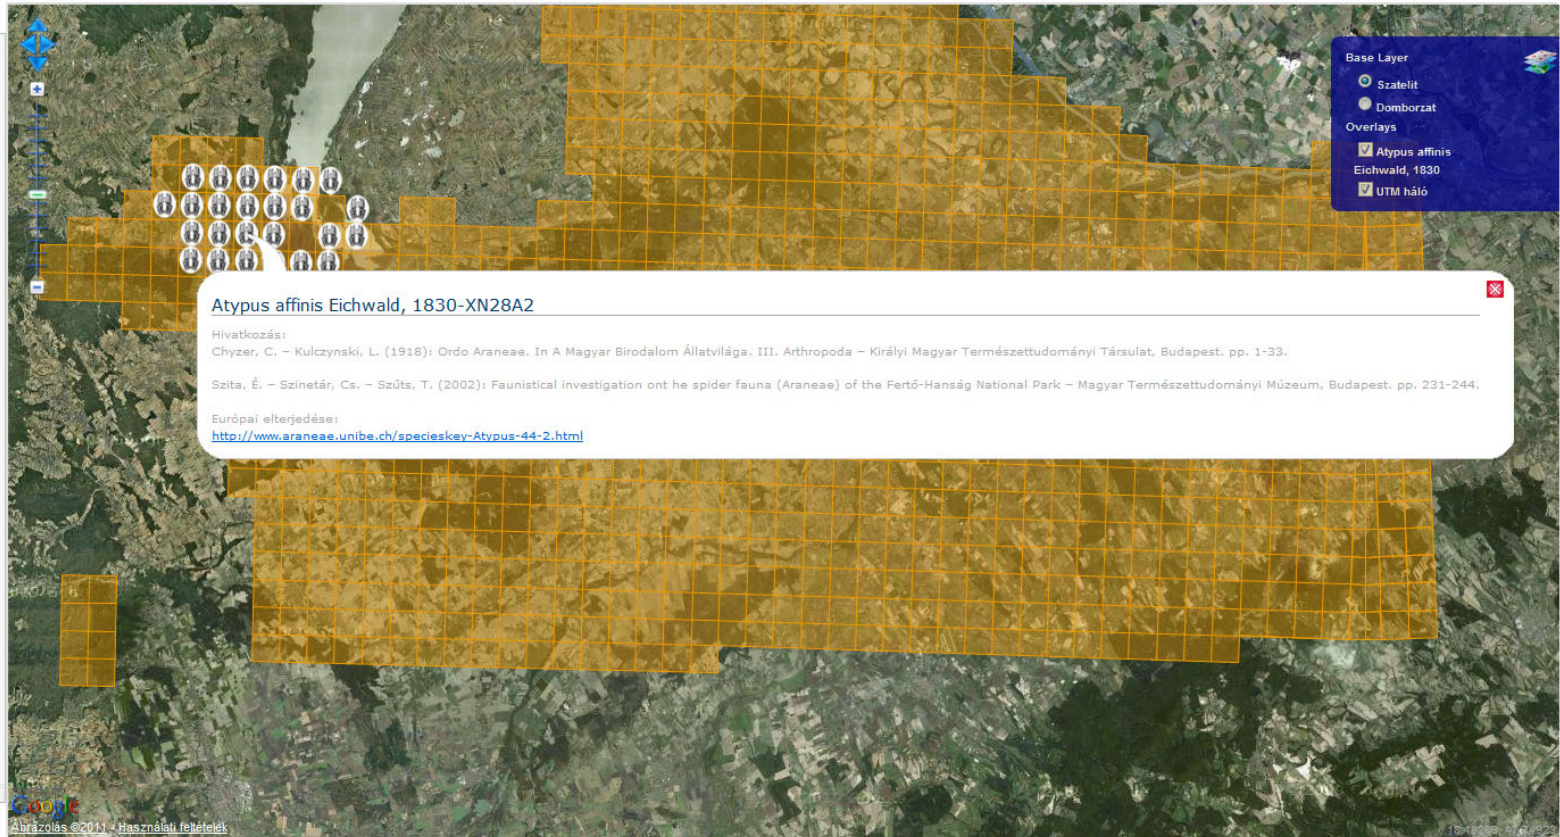 Base Layer
Szatelit
Domborzat
Overlays
Atypus affinis
Eichwald, 1830
UTM háló
Atypus affinis Eichwald, 1830-XN28A2
Hivatkozás:
Chyzer, C. – Kulczynski, L. (1918): Ordo Araneae. In A Magyar Birodalom Állatvilága. III. Arthropoda – Királyi Magyar Természettudományi Társulat, Budapest. pp. 1-33.
Szita, É. – Szinetár, Cs. – Szűts, T. (2002): Faunistical investigation ont he spider fauna (Araneae) of the Fertő-Hanság National Park – Magyar Természettudományi Múzeum, Budapest. pp. 231-244.
Európai elterjedése:
http://www.araneae.unibe.ch/specieskey-Atypus-44-2.html
Google
Ábrázolás ©2011 - Használati feltételek